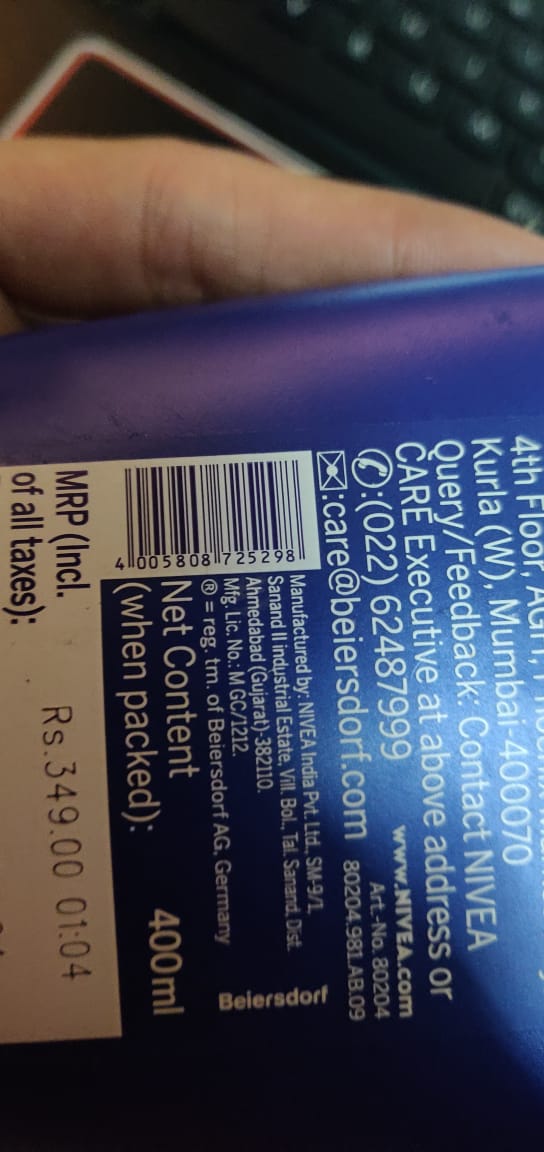 4th Floor,
Kurla (W), Mumbai-400070
Query/Feedback: Contact NIVEA
CARE Executive at above address or
:(022) 62487999 www.NIVEA.com
Art.-No. 80204
:care@beiersdorf.com 80204.981.AB.09
4 005808 725298
Manufactured by: NIVEA India Pvt. Ltd., SM-9/1,
Sanand II industrial Estate, Vill. Bol., Tal. Sanand, Dist.
Ahmedabad (Gujarat)-382110.
Mfg. Lic. No.: M GC/1212.
® = reg. tm. of Beiersdorf AG, Germany
Beiersdorf
Net Content
(when packed): 400ml
MRP (Incl.
of all taxes): Rs.349.00 01:04